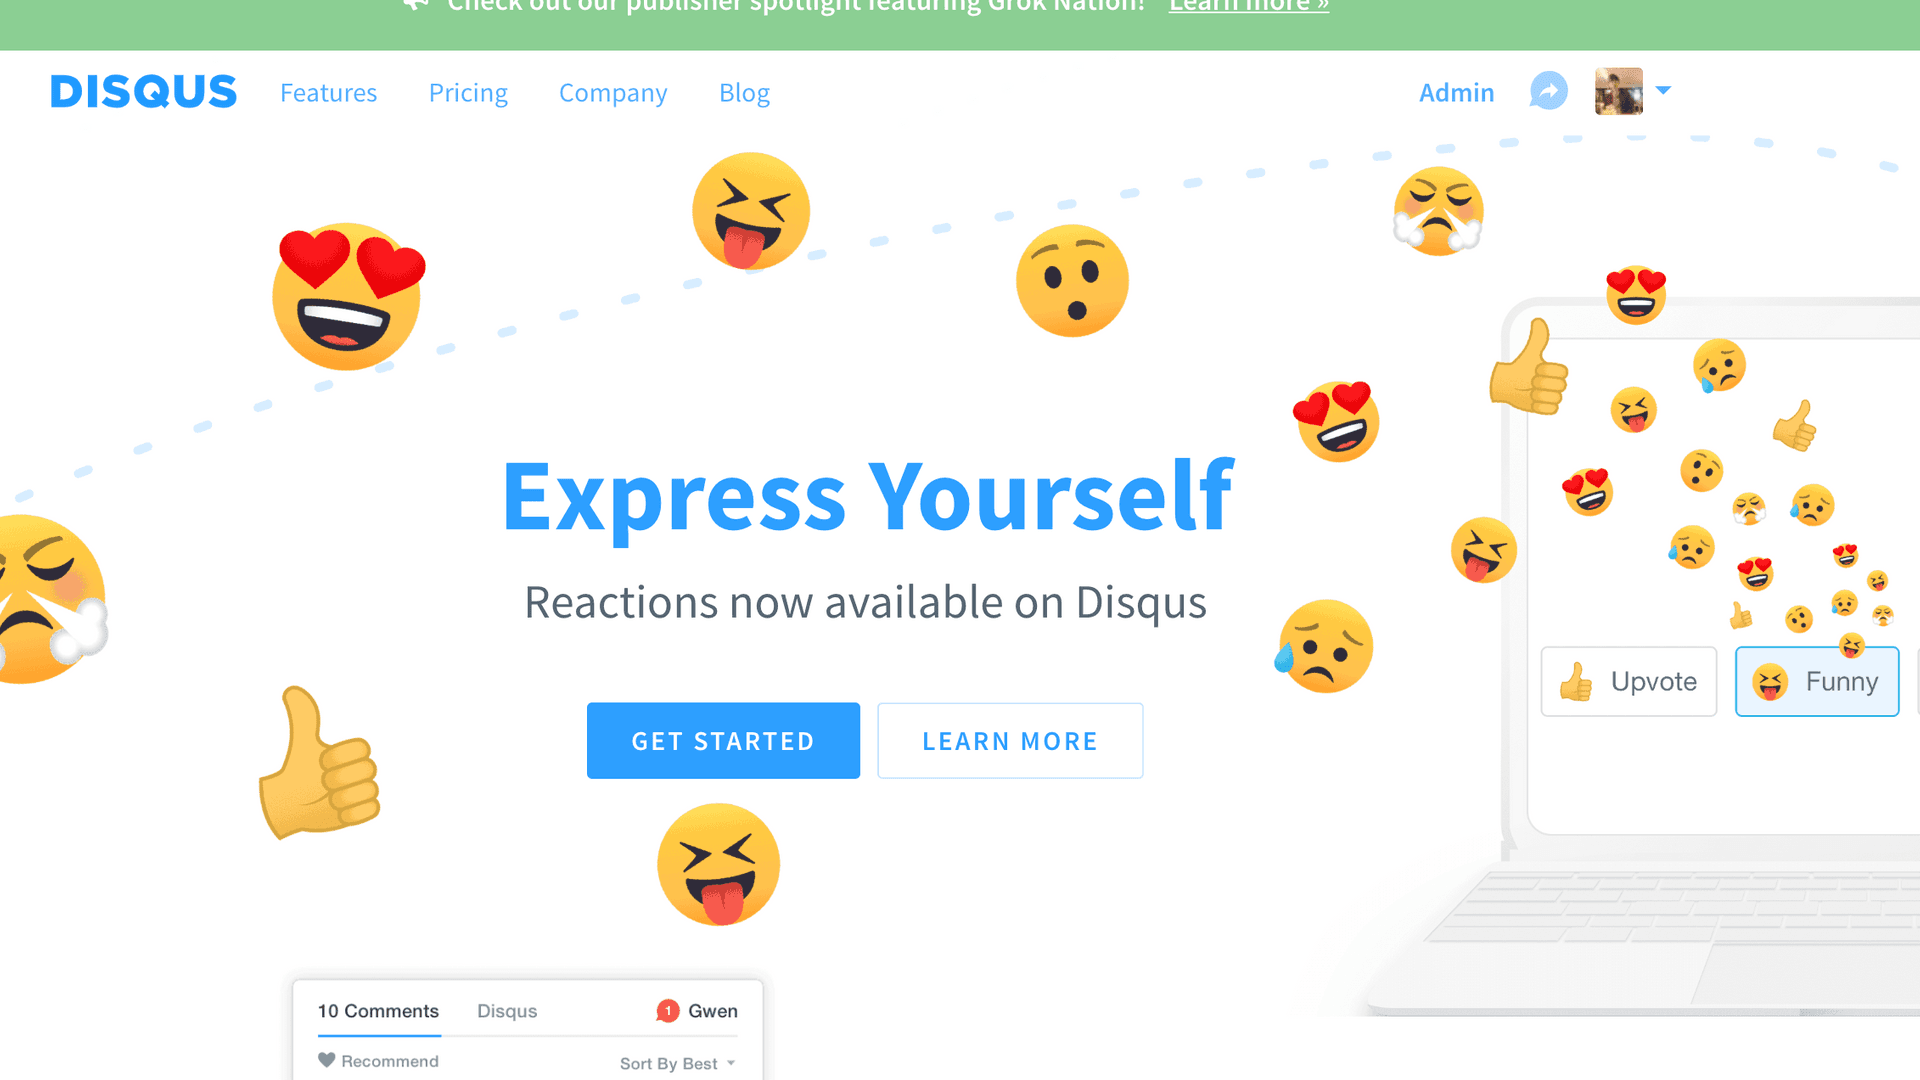 Check out our publisher spotlight featuring Grok Nation! Learn more »
DISQUS Features Pricing Company Blog Admin
Express Yourself
Reactions now available on Disqus
GET STARTED LEARN MORE
Upvote Funny
10 Comments Disqus 1 Gwen
Recommend Sort By Best